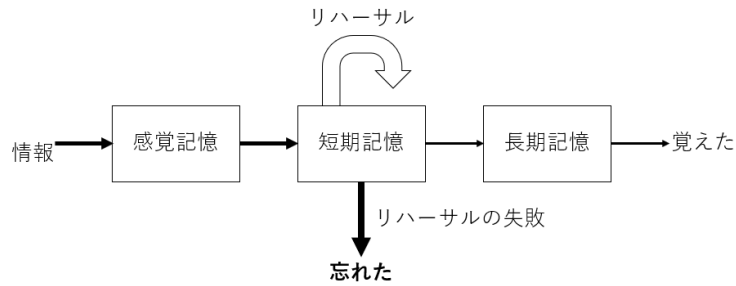 リハーサル
情報
感覚記憶
短期記憶
長期記憶
覚えた
リハーサルの失敗
忘れた